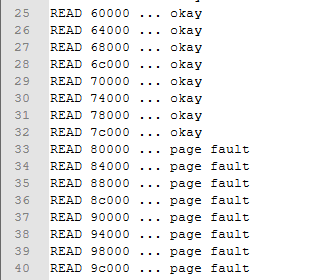 25 READ 60000 ... okay
26 READ 64000 ... okay
27 READ 68000 ... okay
28 READ 6c000 ... okay
29 READ 70000 ... okay
30 READ 74000 ... okay
31 READ 78000 ... okay
32 READ 7c000 ... okay
33 READ 80000 ... page fault
34 READ 84000 ... page fault
35 READ 88000 ... page fault
36 READ 8c000 ... page fault
37 READ 90000 ... page fault
38 READ 94000 ... page fault
39 READ 98000 ... page fault
40 READ 9c000 ... page fault